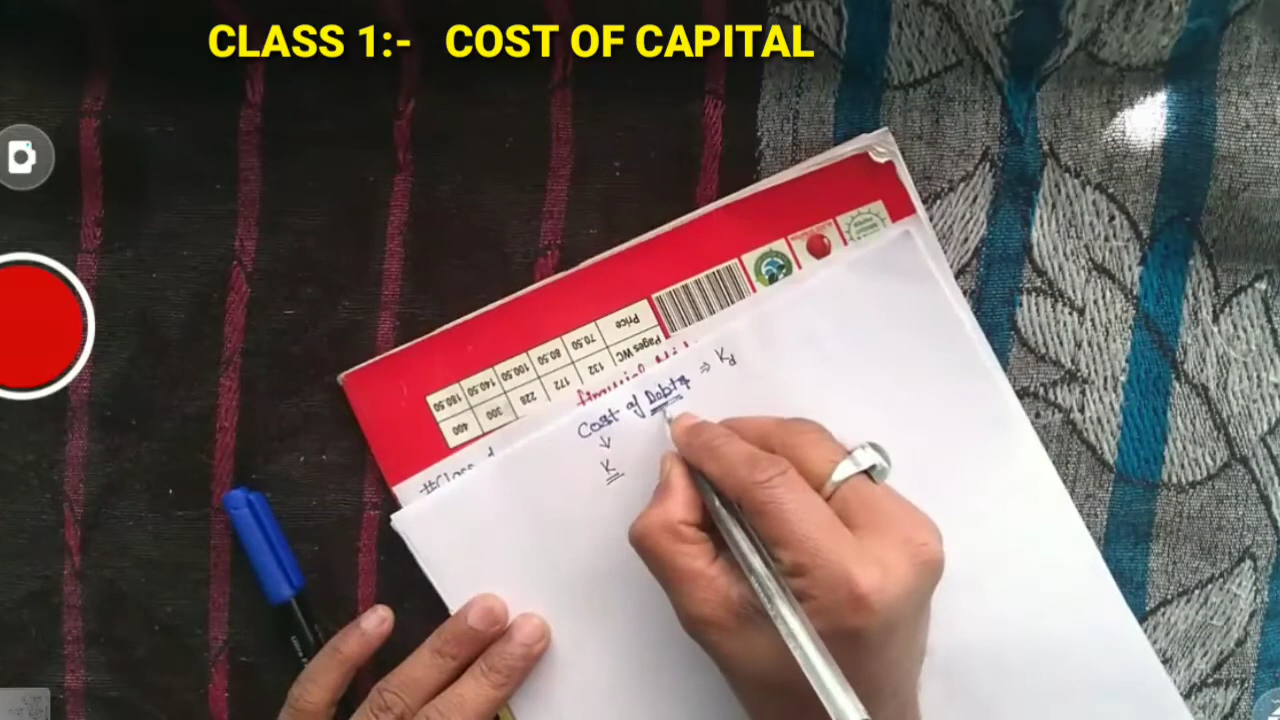 CLASS 1:- COST OF CAPITAL
Price 70.50 80.50 100.50 140.50 180.50
Pages WC 132 172 228 300 400
Cost of Debt ⇒ Kd
↓
K
#Class